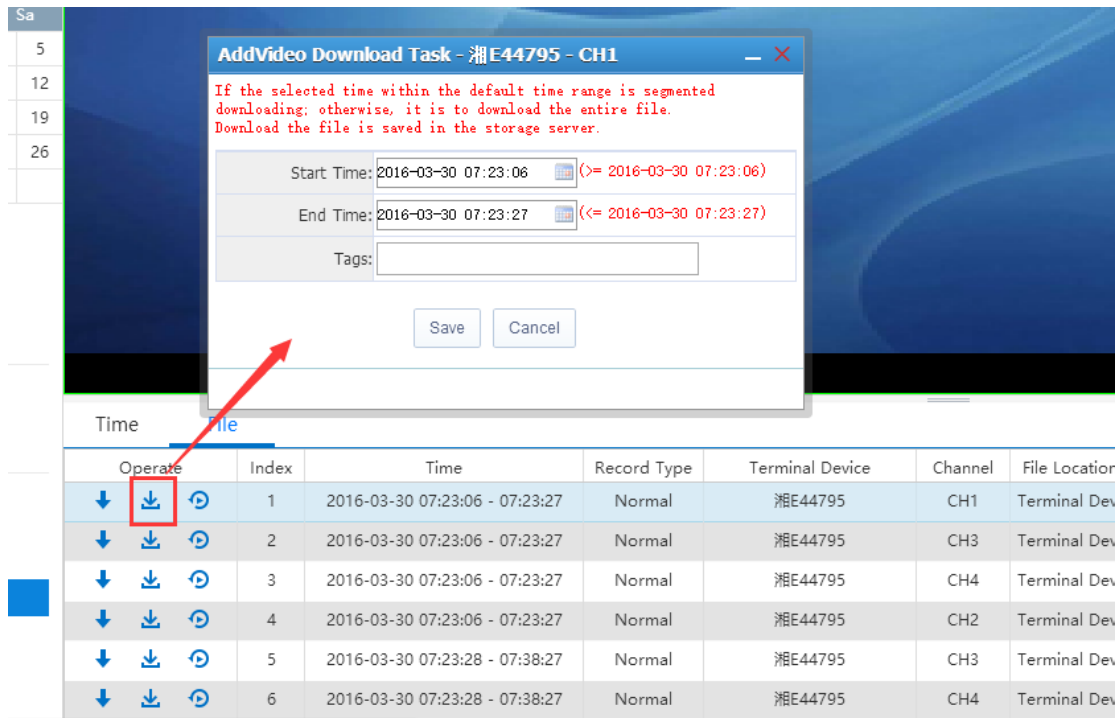 Sa
5
12
19
26
AddVideo Download Task - 湘E44795 - CH1
If the selected time within the default time range is segmented
downloading; otherwise, it is to download the entire file.
Download the file is saved in the storage server.
Start Time: 2016-03-30 07:23:06 (>= 2016-03-30 07:23:06)
End Time: 2016-03-30 07:23:27 (<= 2016-03-30 07:23:27)
Tags:
Save Cancel
Time File
Operate Index Time Record Type Terminal Device Channel File Location
1 2016-03-30 07:23:06 - 07:23:27 Normal 湘E44795 CH1 Terminal Dev
2 2016-03-30 07:23:06 - 07:23:27 Normal 湘E44795 CH3 Terminal Dev
3 2016-03-30 07:23:06 - 07:23:27 Normal 湘E44795 CH4 Terminal Dev
4 2016-03-30 07:23:06 - 07:23:27 Normal 湘E44795 CH2 Terminal Dev
5 2016-03-30 07:23:28 - 07:38:27 Normal 湘E44795 CH3 Terminal Dev
6 2016-03-30 07:23:28 - 07:38:27 Normal 湘E44795 CH4 Terminal Dev